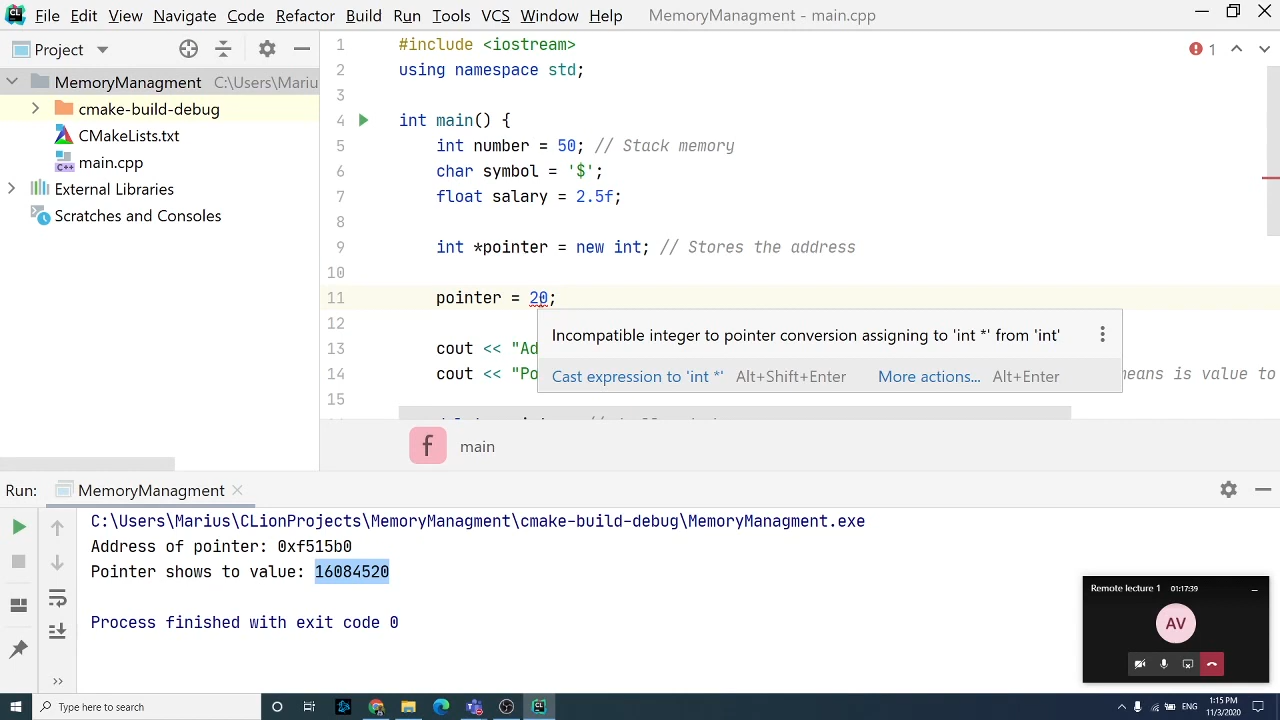 File Edit View Navigate Code Refactor Build Run Tools VCS Window Help MemoryManagment - main.cpp
Project
MemoryManagment C:\Users\Mariu
cmake-build-debug
CMakeLists.txt
main.cpp
External Libraries
Scratches and Consoles
1 #include <iostream>
2 using namespace std;
3
4 int main() {
5 int number = 50; // Stack memory
6 char symbol = '$';
7 float salary = 2.5f;
8
9 int *pointer = new int; // Stores the address
10
11 pointer = 20;
12
13 cout << "Ad
14 cout << "Po means is value to
15
1
Incompatible integer to pointer conversion assigning to 'int *' from 'int'
Cast expression to 'int *' Alt+Shift+Enter More actions... Alt+Enter
f main
Run: MemoryManagment
C:\Users\Marius\CLionProjects\MemoryManagment\cmake-build-debug\MemoryManagment.exe
Address of pointer: 0xf515b0
Pointer shows to value: 16084520
Process finished with exit code 0
Remote lecture 1 01:17:39
AV
Type here to search
ENG
1:15 PM
11/3/2020